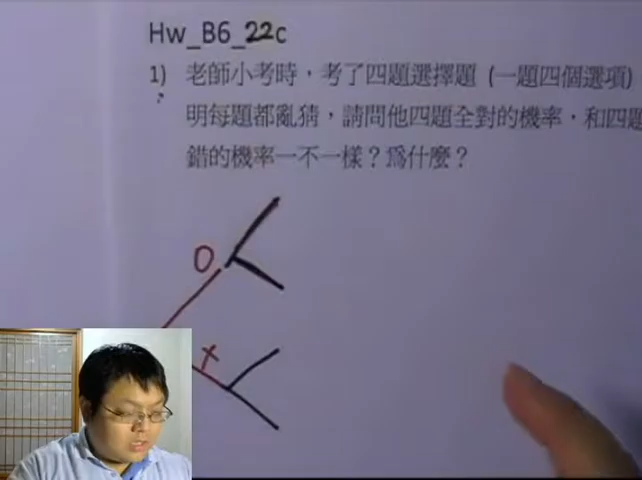 Hw_B6_22c
1) 老師小考時，考了四題選擇題 (一題四個選項)
明每題都亂猜，請問他四題全對的機率，和四題
錯的機率一不一樣？為什麼？
O
×